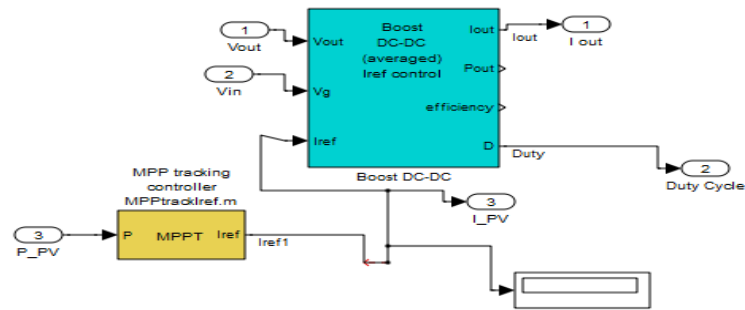 1
Vout
2
Vin
Vout
Vg
Iref
Boost
DC-DC
(averaged)
Iref control
Iout
Pout
efficiency
D
Iout
1
I out
Duty
2
Duty Cycle
Boost DC-DC
3
I_PV
MPP tracking
controller
MPPtrackIref.m
3
P_PV
P
MPPT
Iref
Iref1